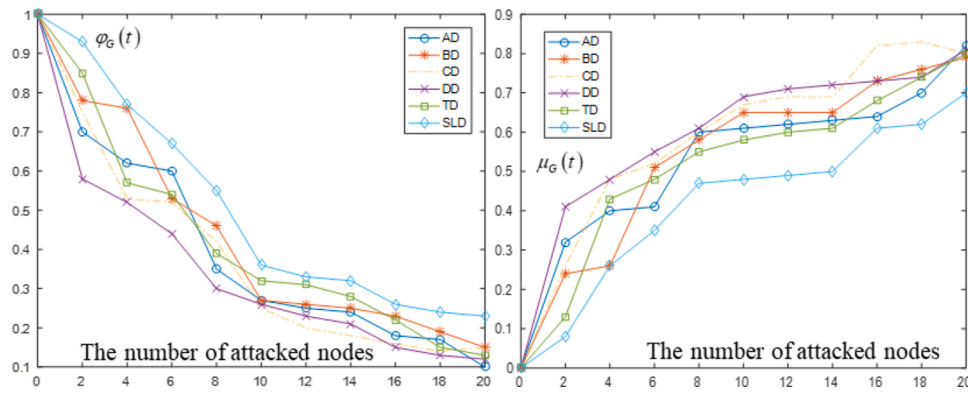 φG(t)
AD
BD
CD
DD
TD
SLD
1
0.9
0.8
0.7
0.6
0.5
0.4
0.3
0.2
0.1
The number of attacked nodes
0 2 4 6 8 10 12 14 16 18 20
0.9
0.8
0.7
0.6
0.5
0.4
0.3
0.2
0.1
0
AD
BD
CD
DD
TD
SLD
μG(t)
The number of attacked nodes
0 2 4 6 8 10 12 14 16 18 20